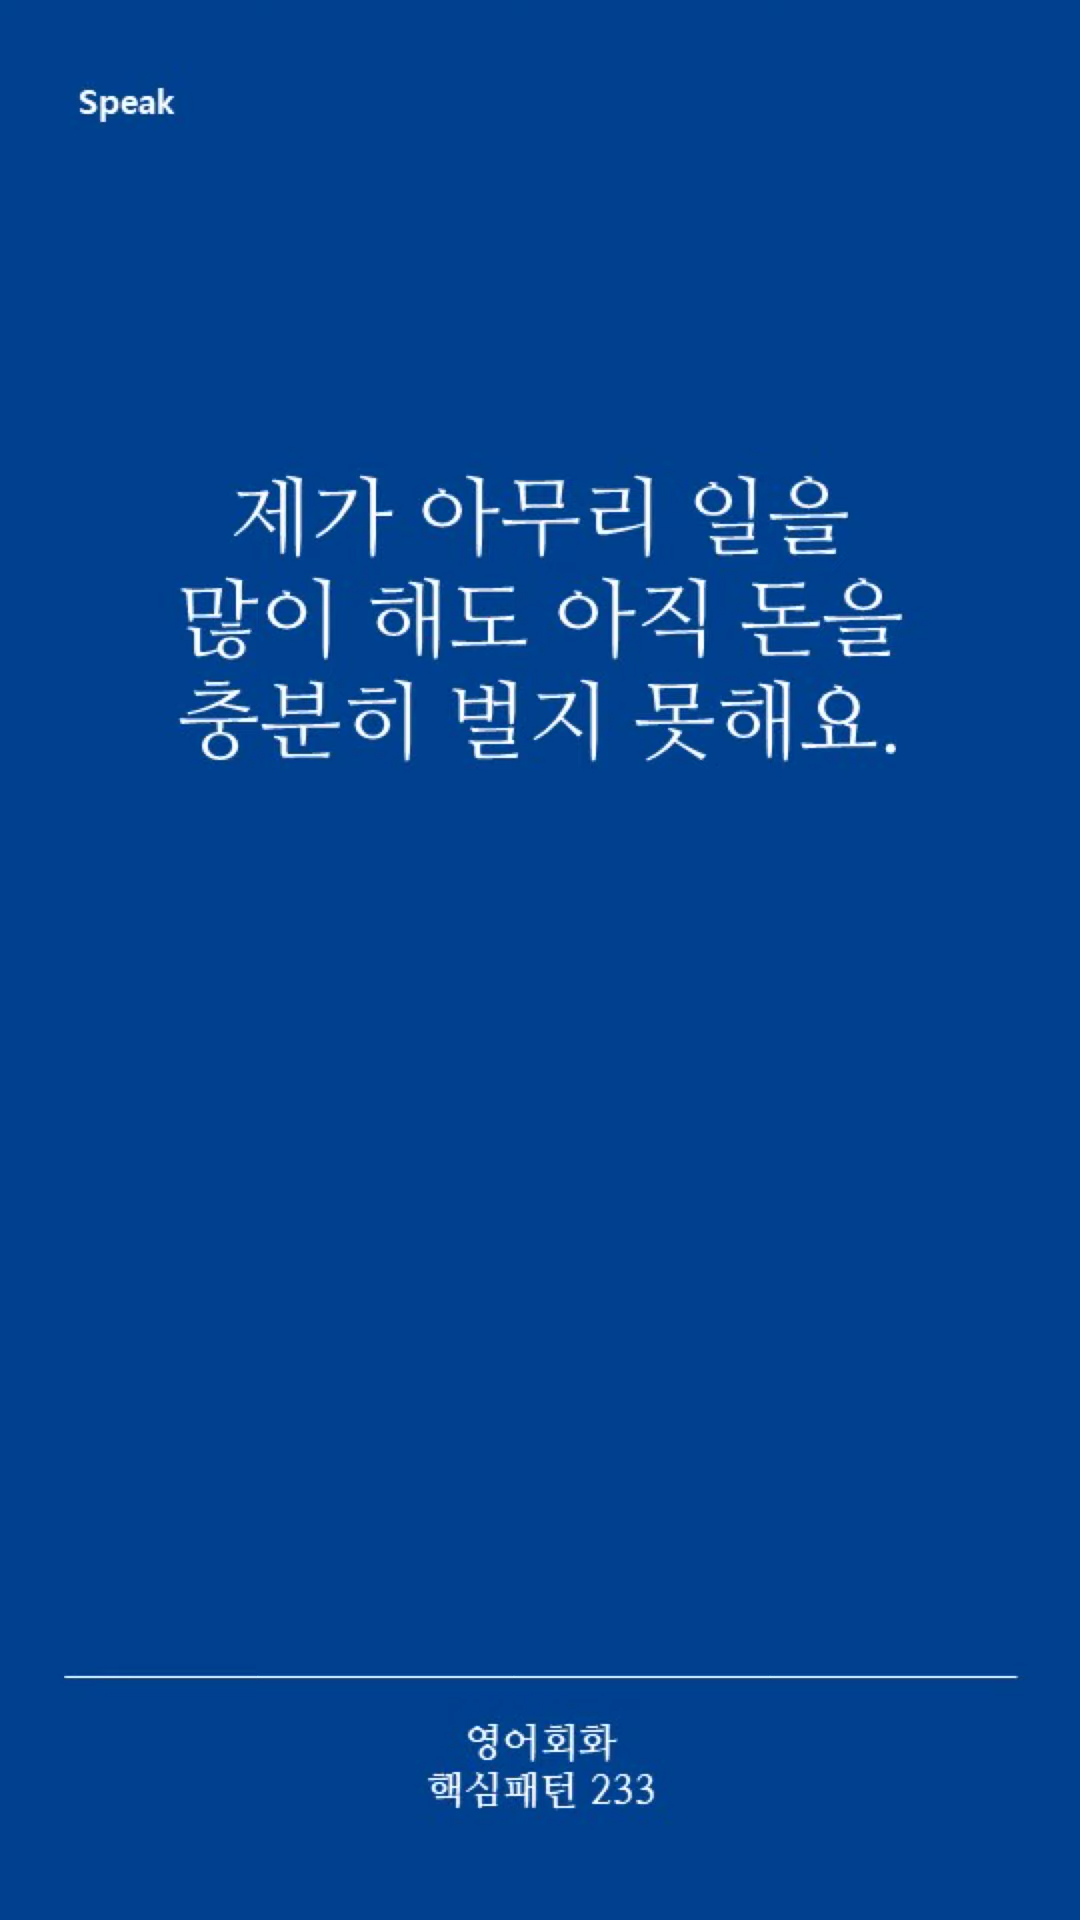 Speak
제가 아무리 일을
많이 해도 아직 돈을
충분히 벌지 못해요.
영어회화
핵심패턴 233